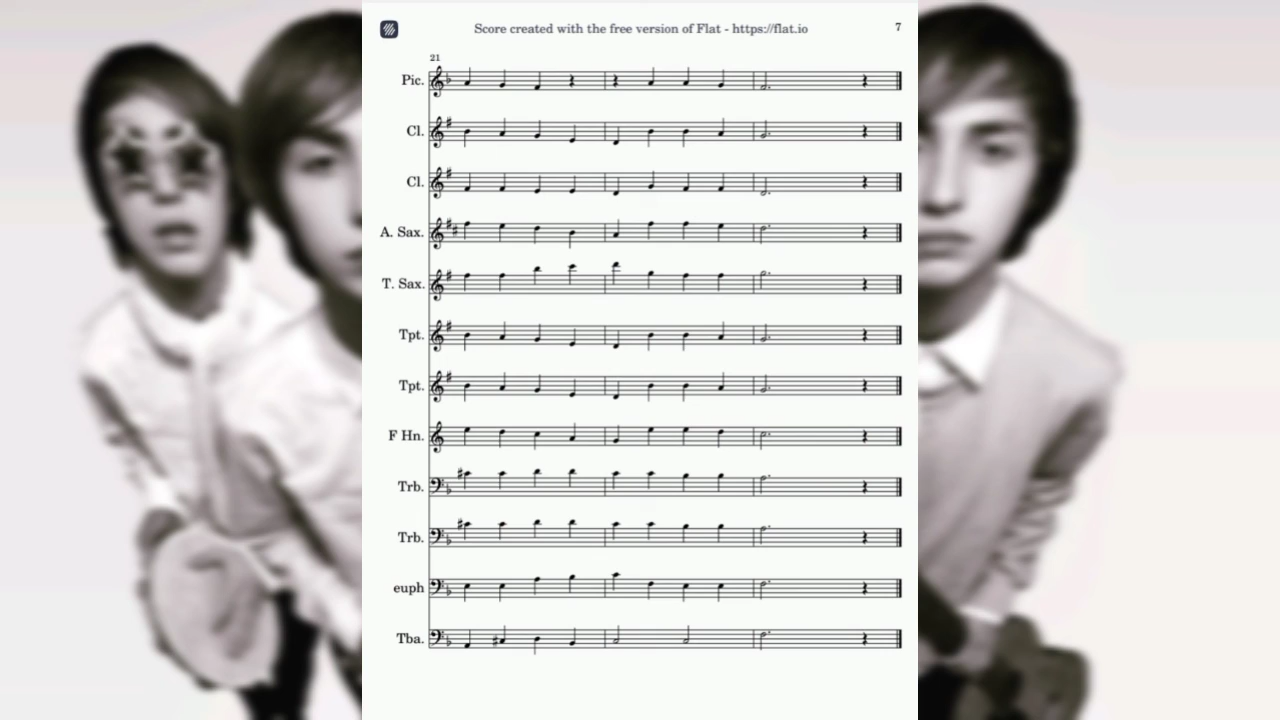 Score created with the free version of Flat - https://flat.io
7
21
Pic.
Cl.
Cl.
A. Sax.
T. Sax.
Tpt.
Tpt.
F Hn.
Trb.
Trb.
euph
Tba.